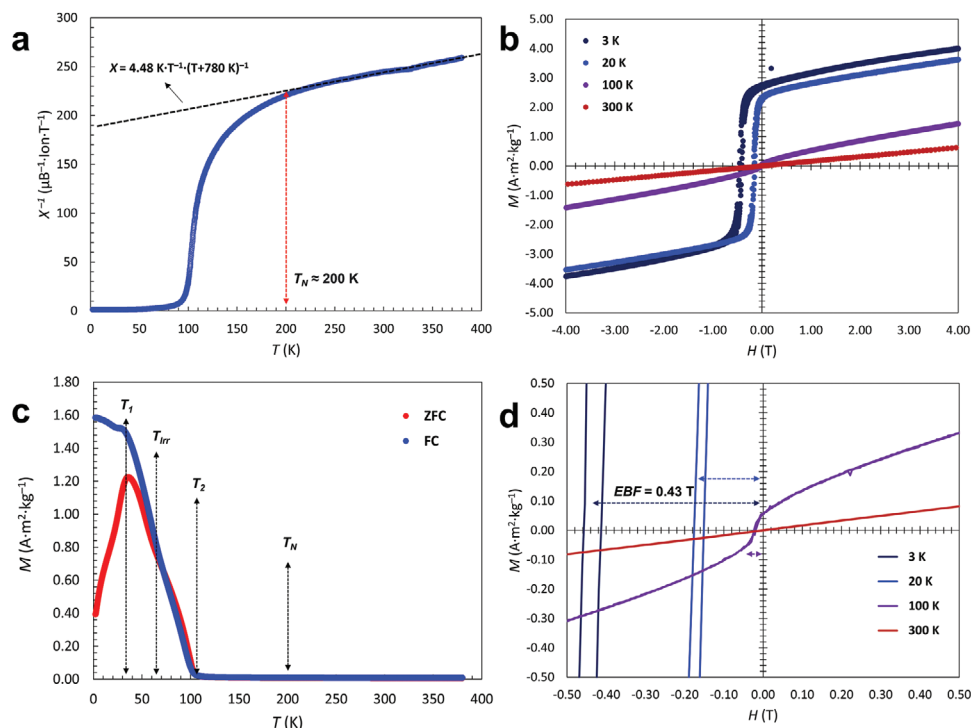 a
X = 4.48 K·T⁻¹·(T+780 K)⁻¹
T_N ≈ 200 K
X⁻¹ (μB⁻¹·ion·T⁻¹)
300
250
200
150
100
50
0
0 50 100 150 200 250 300 350 400
T (K)
b
3 K
20 K
100 K
300 K
M (A·m²·kg⁻¹)
5.00
4.00
3.00
2.00
1.00
0.00
-1.00
-2.00
-3.00
-4.00
-5.00
-4.00 -3.00 -2.00 -1.00 0.00 1.00 2.00 3.00 4.00
H (T)
c
T₁
T_Irr
T₂
T_N
ZFC
FC
M (A·m²·kg⁻¹)
1.80
1.60
1.40
1.20
1.00
0.80
0.60
0.40
0.20
0.00
0 50 100 150 200 250 300 350 400
T (K)
d
EBF = 0.43 T
3 K
20 K
100 K
300 K
M (A·m²·kg⁻¹)
0.50
0.40
0.30
0.20
0.10
0.00
-0.10
-0.20
-0.30
-0.40
-0.50
-0.50 -0.40 -0.30 -0.20 -0.10 0.00 0.10 0.20 0.30 0.40 0.50
H (T)